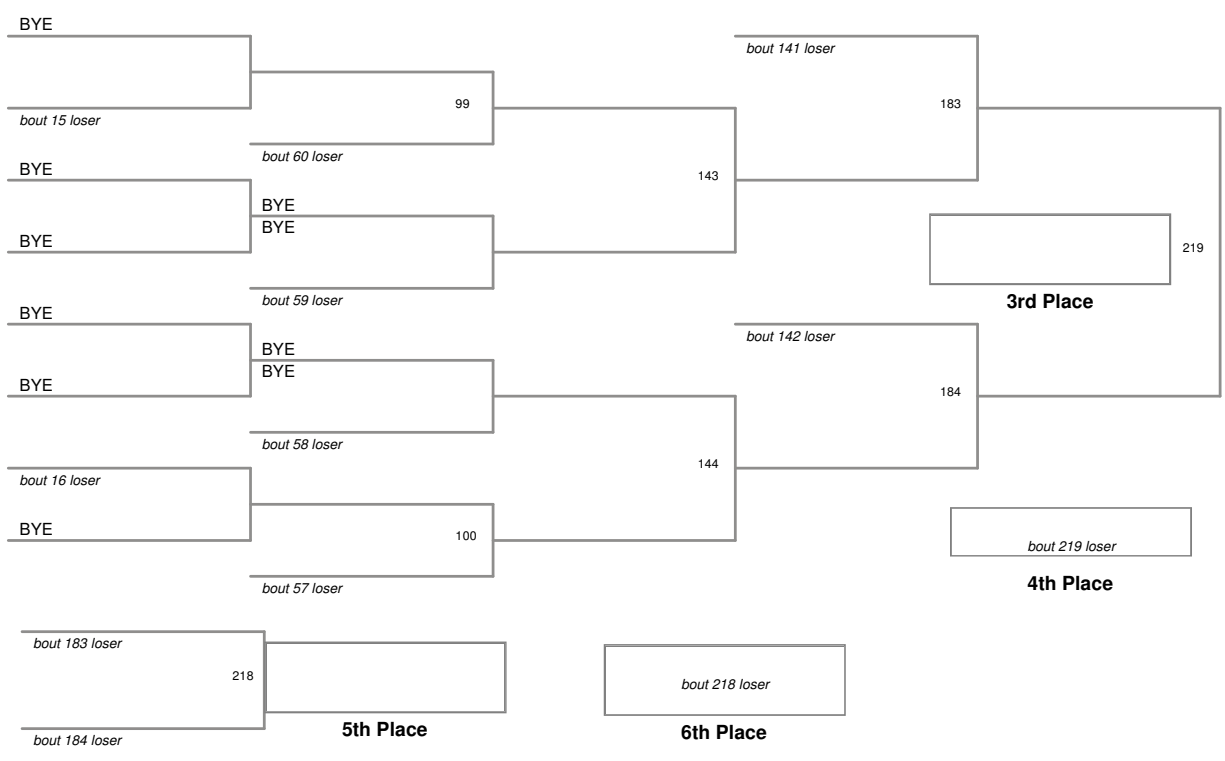 BYE
bout 141 loser
99
183
bout 15 loser
bout 60 loser
BYE
143
BYE
BYE
BYE
219
bout 59 loser
3rd Place
BYE
bout 142 loser
BYE
BYE
BYE
184
bout 58 loser
144
bout 16 loser
BYE
100
bout 219 loser
bout 57 loser
4th Place
bout 183 loser
218
bout 218 loser
5th Place
6th Place
bout 184 loser